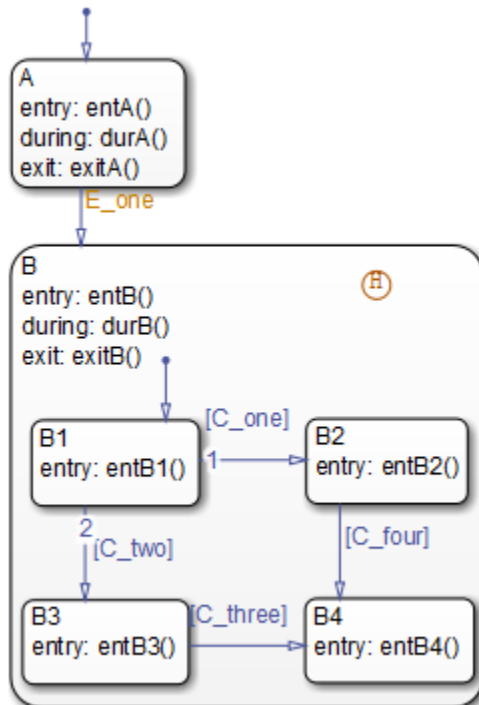 A
entry: entA()
during: durA()
exit: exitA()
E_one
B
entry: entB()
during: durB()
exit: exitB()
H
[C_one]
B1
entry: entB1()
1
B2
entry: entB2()
2
[C_two]
[C_four]
B3
entry: entB3()
[C_three]
B4
entry: entB4()